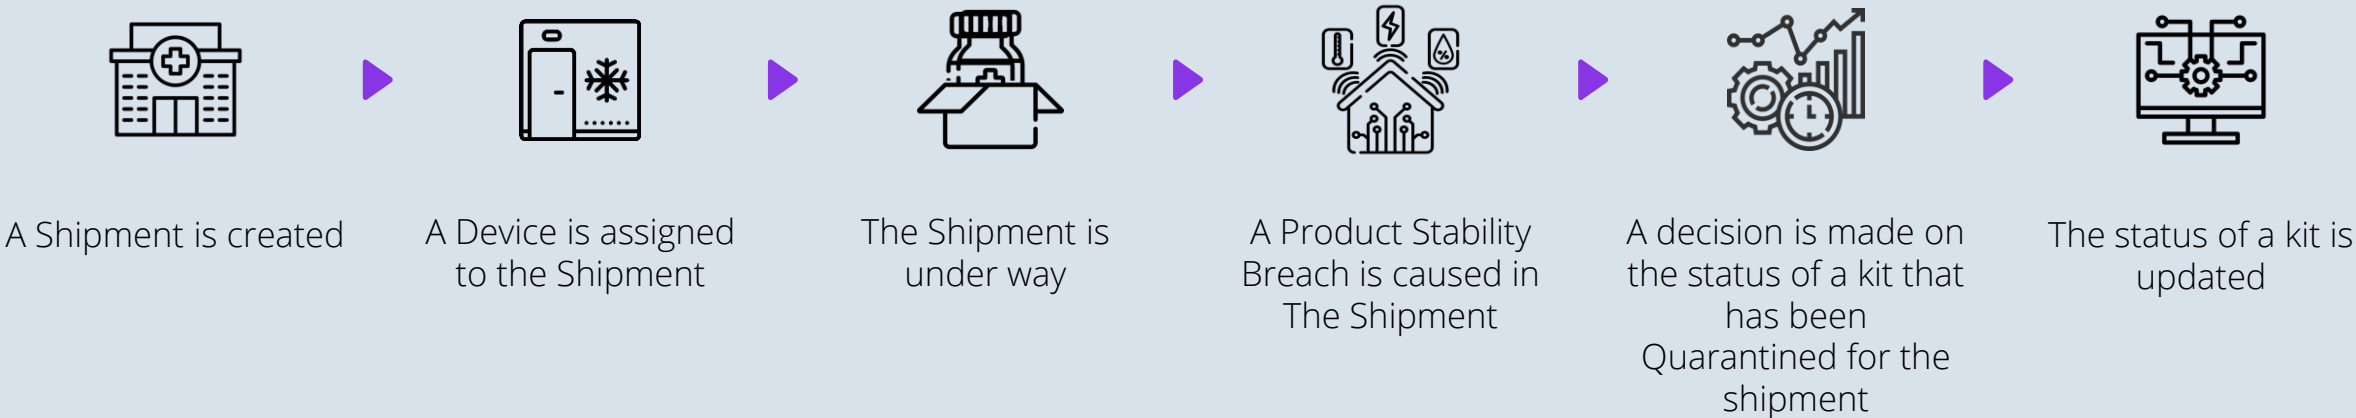 A Shipment is created
A Device is assigned
to the Shipment
The Shipment is
under way
A Product Stability
Breach is caused in
The Shipment
A decision is made on
the status of a kit that
has been
Quarantined for the
shipment
The status of a kit is
updated